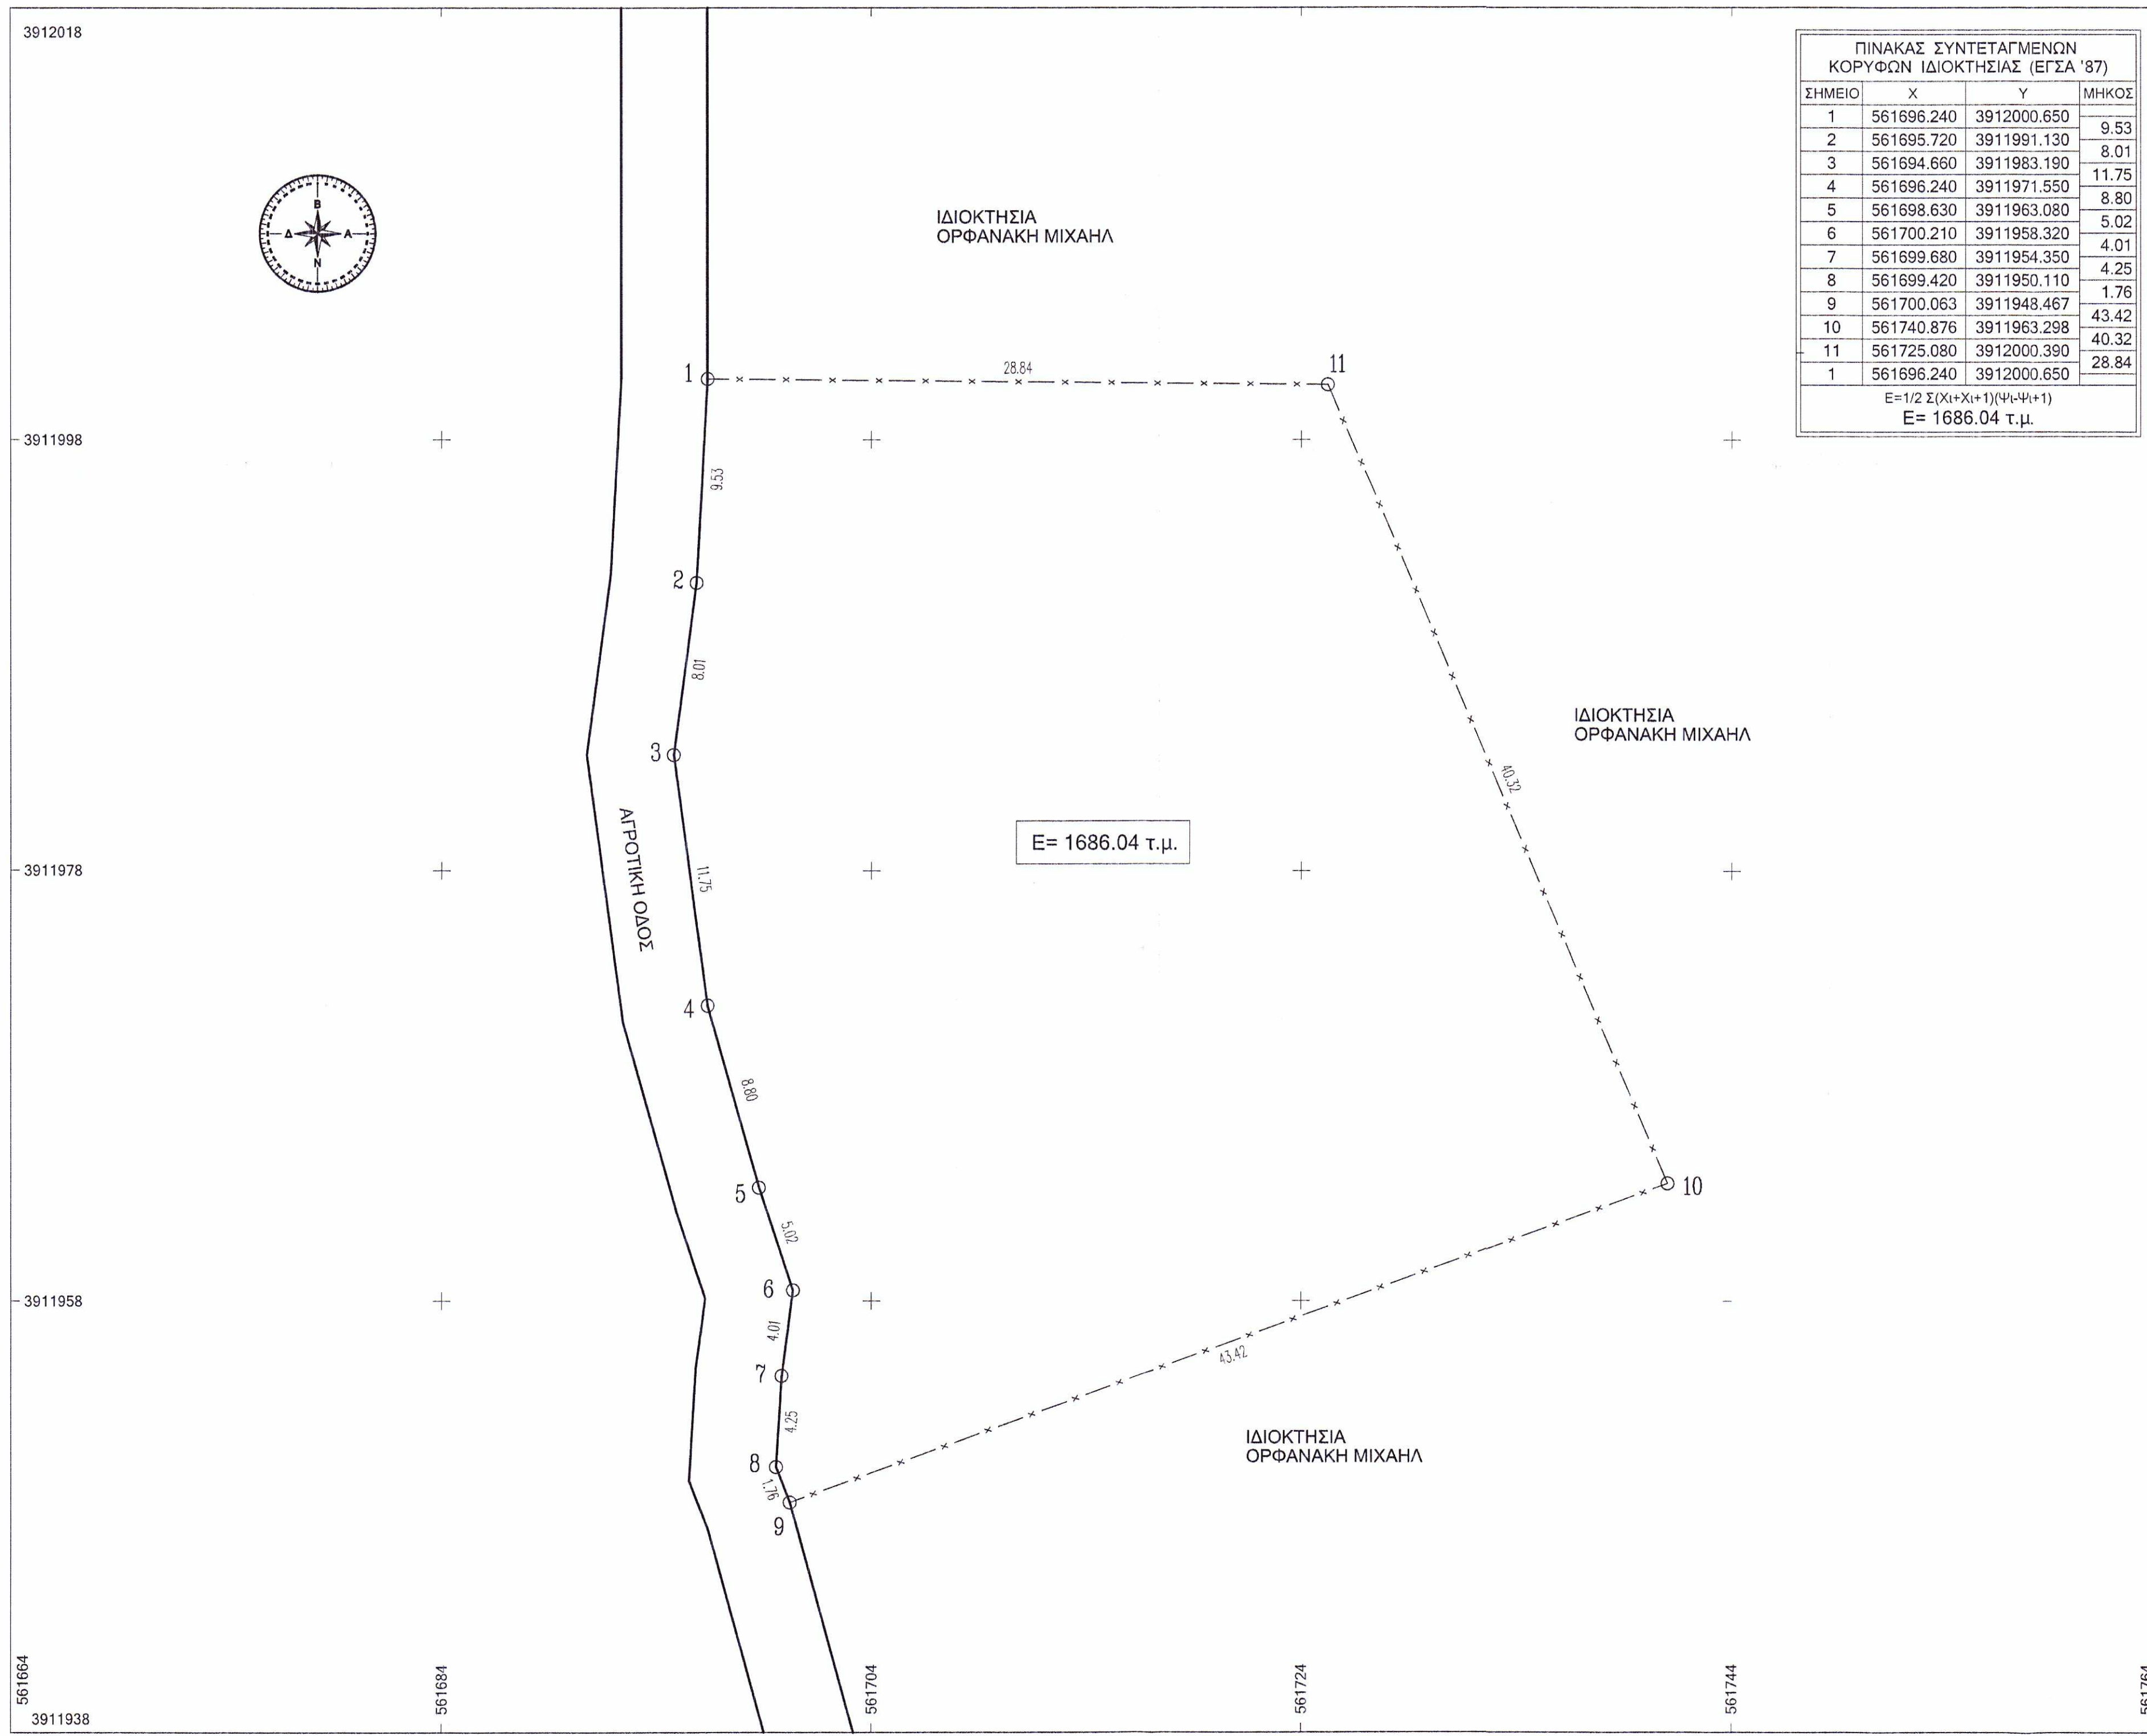 3912018
ΠΙΝΑΚΑΣ ΣΥΝΤΕΤΑΓΜΕΝΩΝ
ΚΟΡΥΦΩΝ ΙΔΙΟΚΤΗΣΙΑΣ (ΕΓΣΑ '87)
ΣΗΜΕΙΟ Χ Υ ΜΗΚΟΣ
1 561696.240 3912000.650
9.53
2 561695.720 3911991.130
8.01
3 561694.660 3911983.190
11.75
4 561696.240 3911971.550
8.80
5 561698.630 3911963.080
5.02
6 561700.210 3911958.320
4.01
7 561699.680 3911954.350
4.25
8 561699.420 3911950.110
1.76
9 561700.063 3911948.467
43.42
10 561740.876 3911963.298
40.32
11 561725.080 3912000.390
28.84
1 561696.240 3912000.650
Ε=1/2 Σ(Χι+Χι+1)(Ψι-Ψι+1)
Ε= 1686.04 τ.μ.
Β
Δ Α
Ν
ΙΔΙΟΚΤΗΣΙΑ
ΟΡΦΑΝΑΚΗ ΜΙΧΑΗΛ
1
28.84
11
3911998
9.53
2
8.01
3
ΙΔΙΟΚΤΗΣΙΑ
ΟΡΦΑΝΑΚΗ ΜΙΧΑΗΛ
40.32
ΑΓΡΟΤΙΚΗ ΟΔΟΣ
Ε= 1686.04 τ.μ.
3911978
11.75
4
8.80
5
10
5.02
6
3911958
4.01
43.42
7
4.25
ΙΔΙΟΚΤΗΣΙΑ
ΟΡΦΑΝΑΚΗ ΜΙΧΑΗΛ
8
1.76
9
561664
561684
561704
561724
561744
561764
3911938